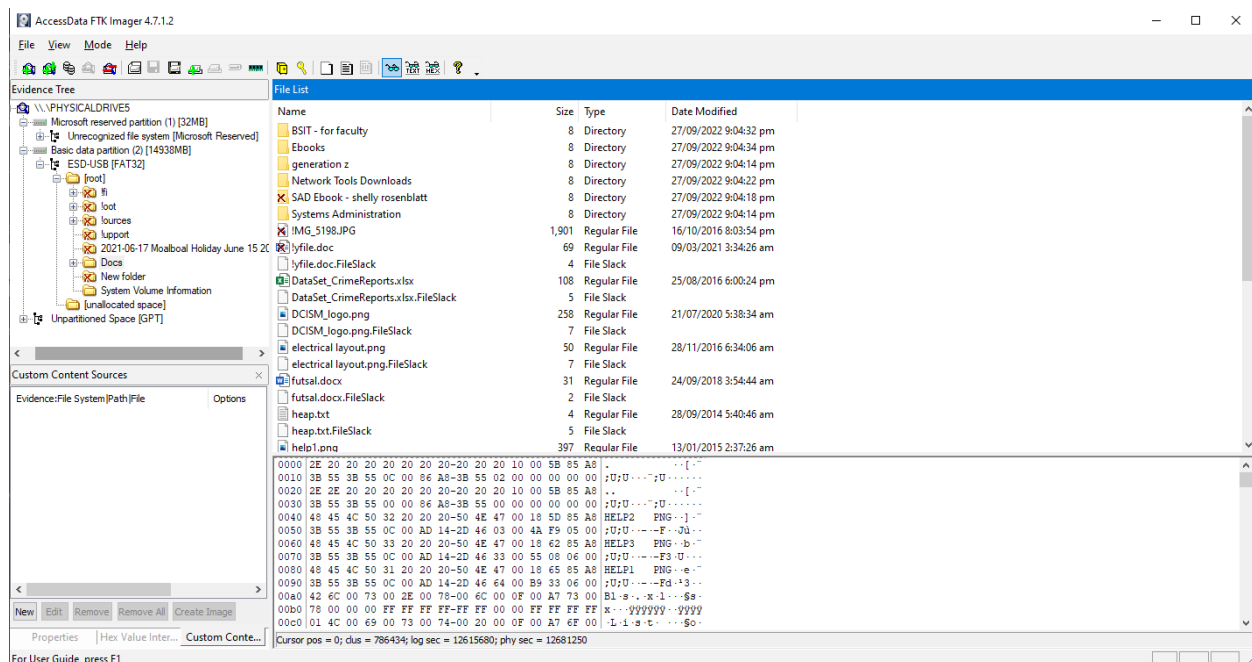 AccessData FTK Imager 4.7.1.2
File View Mode Help
Evidence Tree
\\.\PHYSICALDRIVE5
Microsoft reserved partition (1) [32MB]
Unrecognized file system [Microsoft Reserved]
Basic data partition (2) [14938MB]
ESD-USB [FAT32]
[root]
!fi
!oot
!ources
!upport
2021-06-17 Moalboal Holiday June 15 20
Docs
New folder
System Volume Information
[unallocated space]
Unpartitioned Space [GPT]
Custom Content Sources
Evidence:File System|Path|File Options
New Edit Remove Remove All Create Image
Properties Hex Value Inter... Custom Conte...
For User Guide, press F1
File List
Name Size Type Date Modified
BSIT - for faculty 8 Directory 27/09/2022 9:04:32 pm
Ebooks 8 Directory 27/09/2022 9:04:34 pm
generation z 8 Directory 27/09/2022 9:04:14 pm
Network Tools Downloads 8 Directory 27/09/2022 9:04:22 pm
SAD Ebook - shelly rosenblatt 8 Directory 27/09/2022 9:04:18 pm
Systems Administration 8 Directory 27/09/2022 9:04:14 pm
!MG_5198.JPG 1,901 Regular File 16/10/2016 8:03:54 pm
!yfile.doc 69 Regular File 09/03/2021 3:34:26 am
!yfile.doc.FileSlack 4 File Slack
DataSet_CrimeReports.xlsx 108 Regular File 25/08/2016 6:00:24 pm
DataSet_CrimeReports.xlsx.FileSlack 5 File Slack
DCISM_logo.png 258 Regular File 21/07/2020 5:38:34 am
DCISM_logo.png.FileSlack 7 File Slack
electrical layout.png 50 Regular File 28/11/2016 6:34:06 am
electrical layout.png.FileSlack 7 File Slack
futsal.docx 31 Regular File 24/09/2018 3:54:44 am
futsal.docx.FileSlack 2 File Slack
heap.txt 4 Regular File 28/09/2014 5:40:46 am
heap.txt.FileSlack 5 File Slack
help1.png 397 Regular File 13/01/2015 2:37:26 am
0000 2E 20 20 20 20 20 20 20-20 20 20 10 00 5B 85 A8 . ··[·¨
0010 3B 55 3B 55 0C 00 86 A8-3B 55 02 00 00 00 00 00 ;U;U···¨;U······
0020 2E 2E 20 20 20 20 20 20-20 20 20 10 00 5B 85 A8 .. ··[·¨
0030 3B 55 3B 55 00 00 86 A8-3B 55 00 00 00 00 00 00 ;U;U···¨;U······
0040 48 45 4C 50 32 20 20 20-50 4E 47 00 18 5D 85 A8 HELP2 PNG··]·¨
0050 3B 55 3B 55 0C 00 AD 14-2D 46 03 00 4A F9 05 00 ;U;U··-·-F··Jù··
0060 48 45 4C 50 33 20 20 20-50 4E 47 00 18 62 85 A8 HELP3 PNG··b·¨
0070 3B 55 3B 55 0C 00 AD 14-2D 46 33 00 55 08 06 00 ;U;U··-·-F3·U···
0080 48 45 4C 50 31 20 20 20-50 4E 47 00 18 65 85 A8 HELP1 PNG··e·¨
0090 3B 55 3B 55 0C 00 AD 14-2D 46 64 00 B9 33 06 00 ;U;U··-·-Fd·¹3··
00a0 42 6C 00 73 00 2E 00 78-00 6C 00 0F 00 A7 73 00 Bl·s·.·x·l···§s·
00b0 78 00 00 00 FF FF FF FF-FF FF 00 00 FF FF FF FF x···ÿÿÿÿÿÿ··ÿÿÿÿ
00c0 01 4C 00 69 00 73 00 74-00 20 00 0F 00 A7 6F 00 ·L·i·s·t· ···§o·
Cursor pos = 0; clus = 786434; log sec = 12615680; phy sec = 12681250